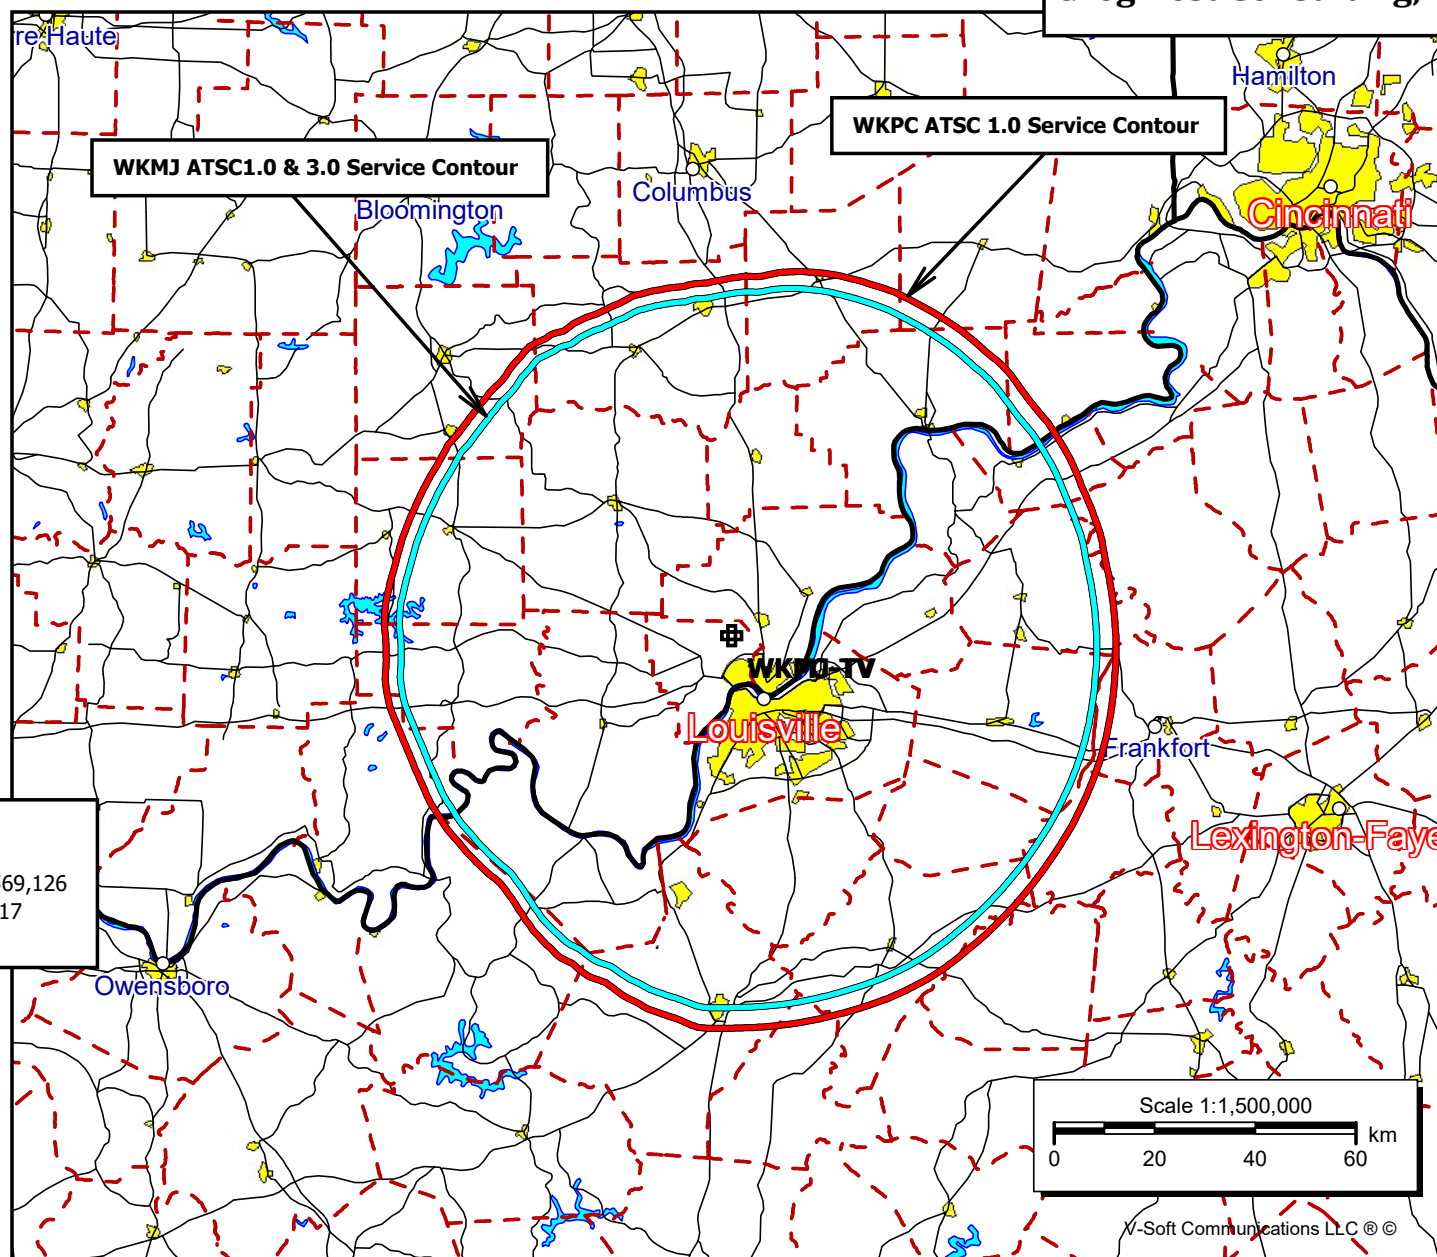 rre Haute
Hamilton
WKPC ATSC 1.0 Service Contour
WKMJ ATSC1.0 & 3.0 Service Contour
Columbus
Bloomington
Cincinnati
-TV
Louisville
Frankfort
Lexington-Faye
69,126
17
Owensboro
Scale 1:1,500,000
km
0 20 40 60
V-Soft Communications LLC ® ©